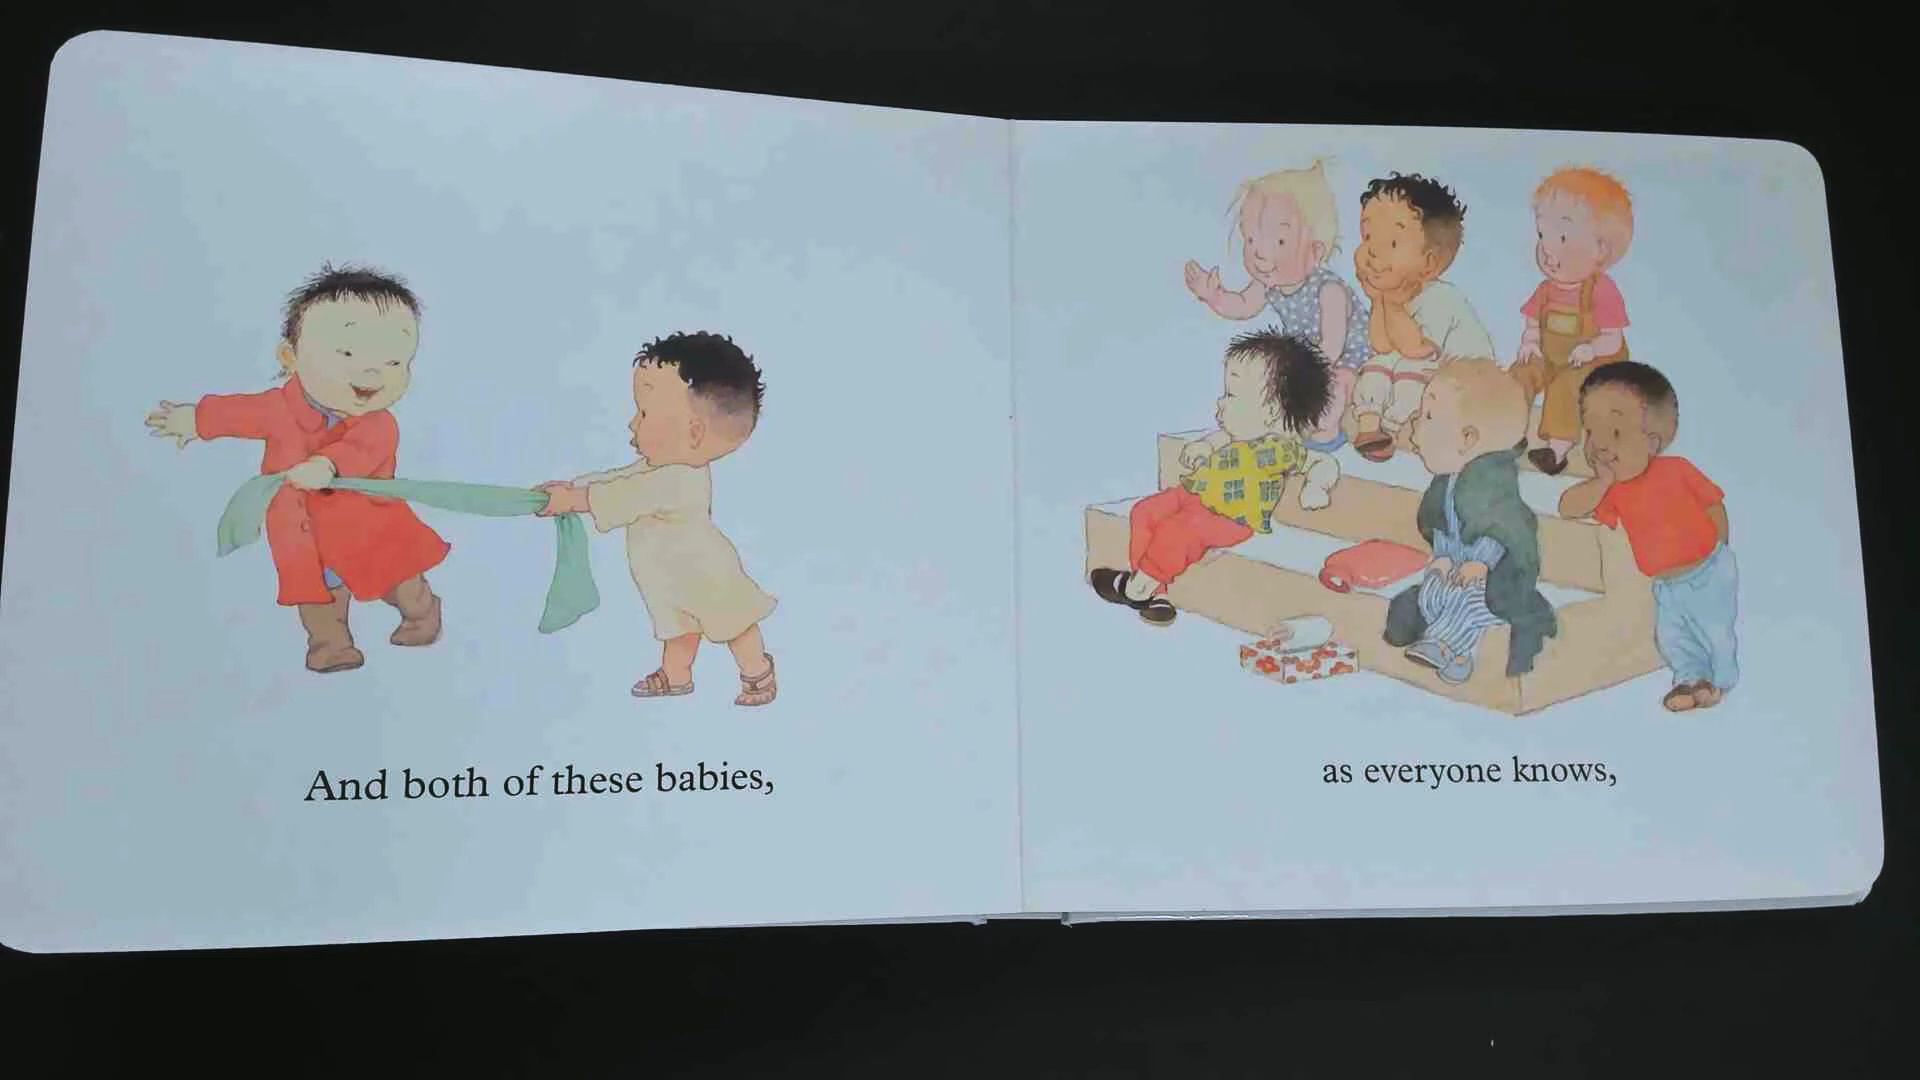 And both of these babies,
as everyone knows,